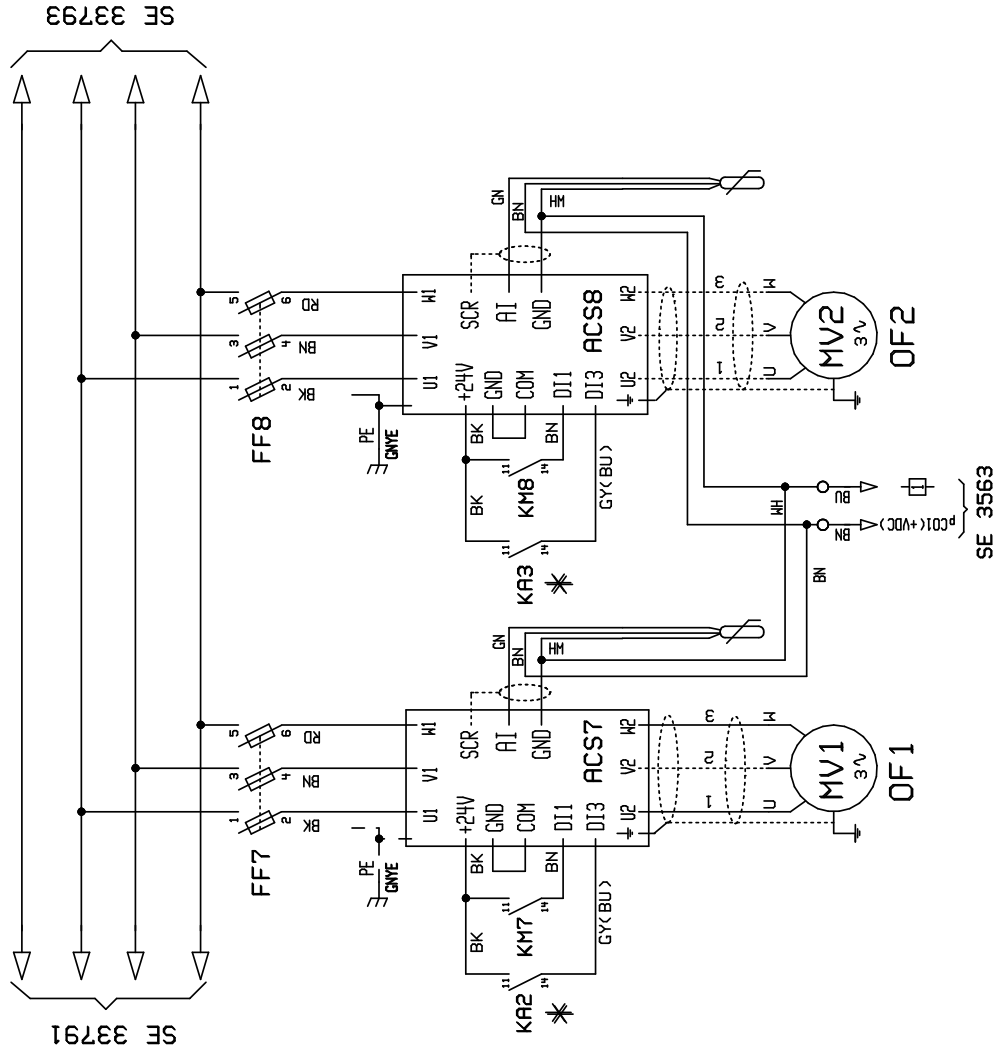 SE 33793
5
6
RD
W1
3
4
BN
V1
1
2
BK
U1
FF8
PE
GNYE
GN
BN
WH
SCR
AI
GND
ACS8
+24V
GND
COM
DI1
DI3
W2
V2
U2
3
2
1
W
V
U
MV2
3∿
OF2
BK
BN
11
14
KM8
GY(BU)
BK
11
14
KA3
WH
BU
1
BN
pCO1(+VDC)
SE 3563
BN
5
6
RD
W1
3
4
BN
V1
1
2
BK
U1
FF7
PE
GNYE
GN
BN
WH
SCR
AI
GND
ACS7
+24V
GND
COM
DI1
DI3
W2
V2
U2
3
2
1
W
V
U
MV1
3∿
OF1
BK
BN
11
14
KM7
GY(BU)
BK
11
14
KA2
SE 33791